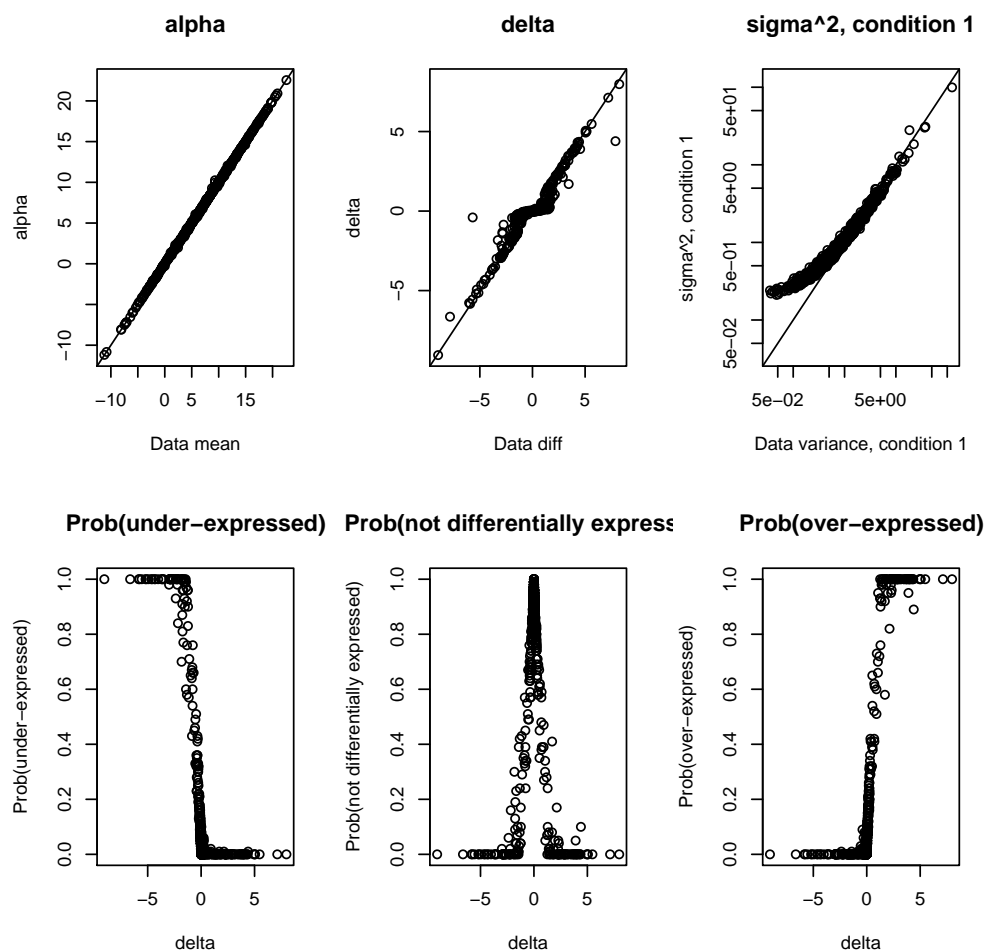 alpha
20
15
10
5
0
−10
alpha
−10 0 5 15
Data mean
delta
5
0
−5
delta
−5 0 5
Data diff
sigma^2, condition 1
5e+01
5e+00
5e−01
5e−02
sigma^2, condition 1
5e−02 5e+00
Data variance, condition 1
Prob(under−expressed)
1.0
0.8
0.6
0.4
0.2
0.0
Prob(under−expressed)
−5 0 5
delta
Prob(not differentially express
1.0
0.8
0.6
0.4
0.2
0.0
Prob(not differentially expressed)
−5 0 5
delta
Prob(over−expressed)
1.0
0.8
0.6
0.4
0.2
0.0
Prob(over−expressed)
−5 0 5
delta